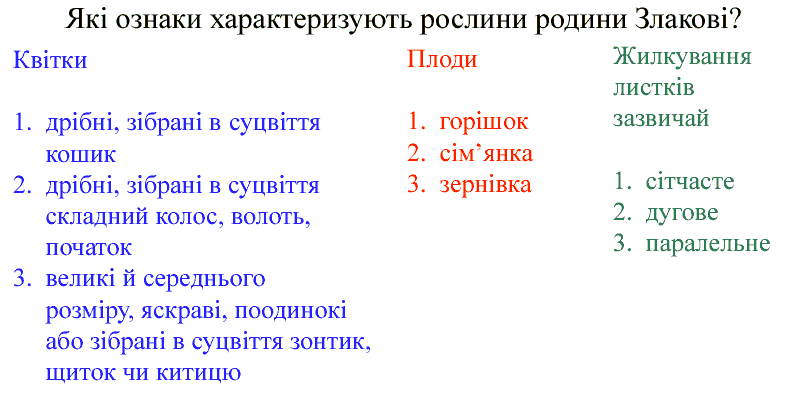 Які ознаки характеризують рослини родини Злакові?
Квітки
1. дрібні, зібрані в суцвіття
кошик
2. дрібні, зібрані в суцвіття
складний колос, волоть,
початок
3. великі й середнього
розміру, яскраві, поодинокі
або зібрані в суцвіття зонтик,
щиток чи китицю
Плоди
1. горішок
2. сім’янка
3. зернівка
Жилкування
листків
зазвичай
1. сітчасте
2. дугове
3. паралельне